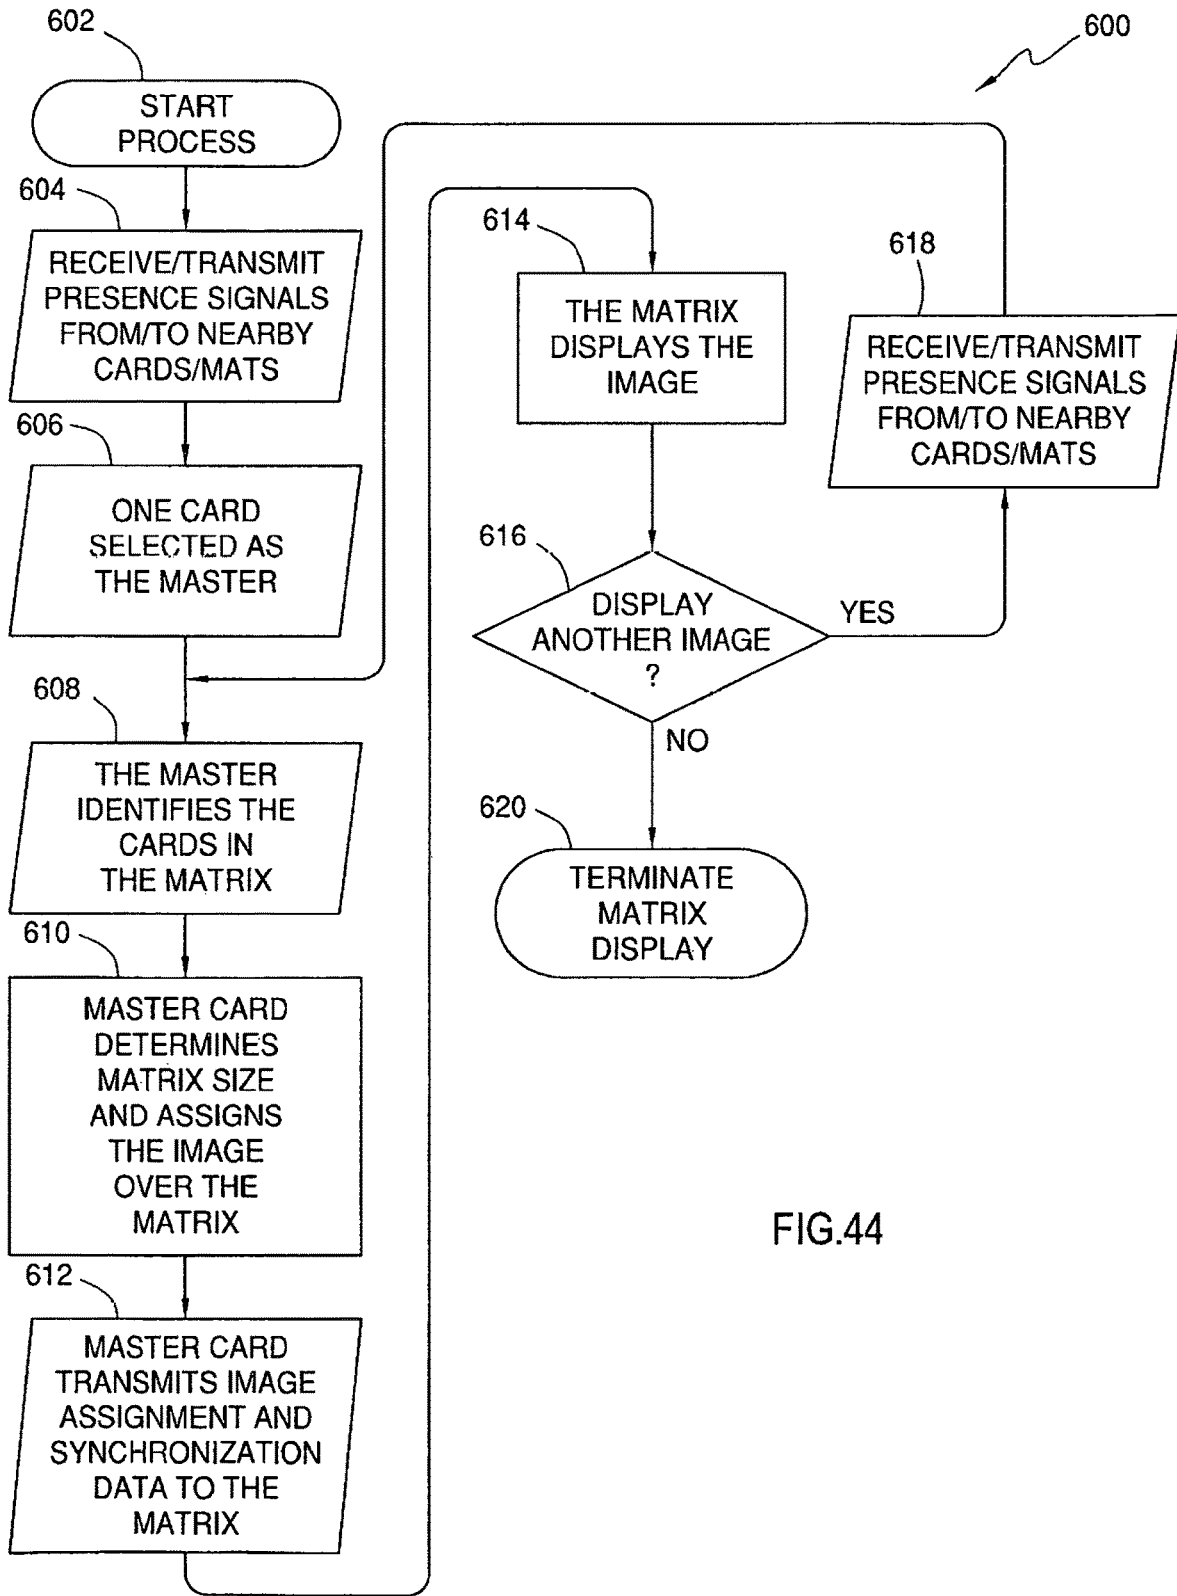 602
START
PROCESS
604
RECEIVE/TRANSMIT
PRESENCE SIGNALS
FROM/TO NEARBY
CARDS/MATS
606
ONE CARD
SELECTED AS
THE MASTER
608
THE MASTER
IDENTIFIES THE
CARDS IN
THE MATRIX
610
MASTER CARD
DETERMINES
MATRIX SIZE
AND ASSIGNS
THE IMAGE
OVER THE
MATRIX
612
MASTER CARD
TRANSMITS IMAGE
ASSIGNMENT AND
SYNCHRONIZATION
DATA TO THE
MATRIX
600
614
THE MATRIX
DISPLAYS THE
IMAGE
616
DISPLAY
ANOTHER IMAGE
?
YES
618
RECEIVE/TRANSMIT
PRESENCE SIGNALS
FROM/TO NEARBY
CARDS/MATS
NO
620
TERMINATE
MATRIX
DISPLAY
FIG.44